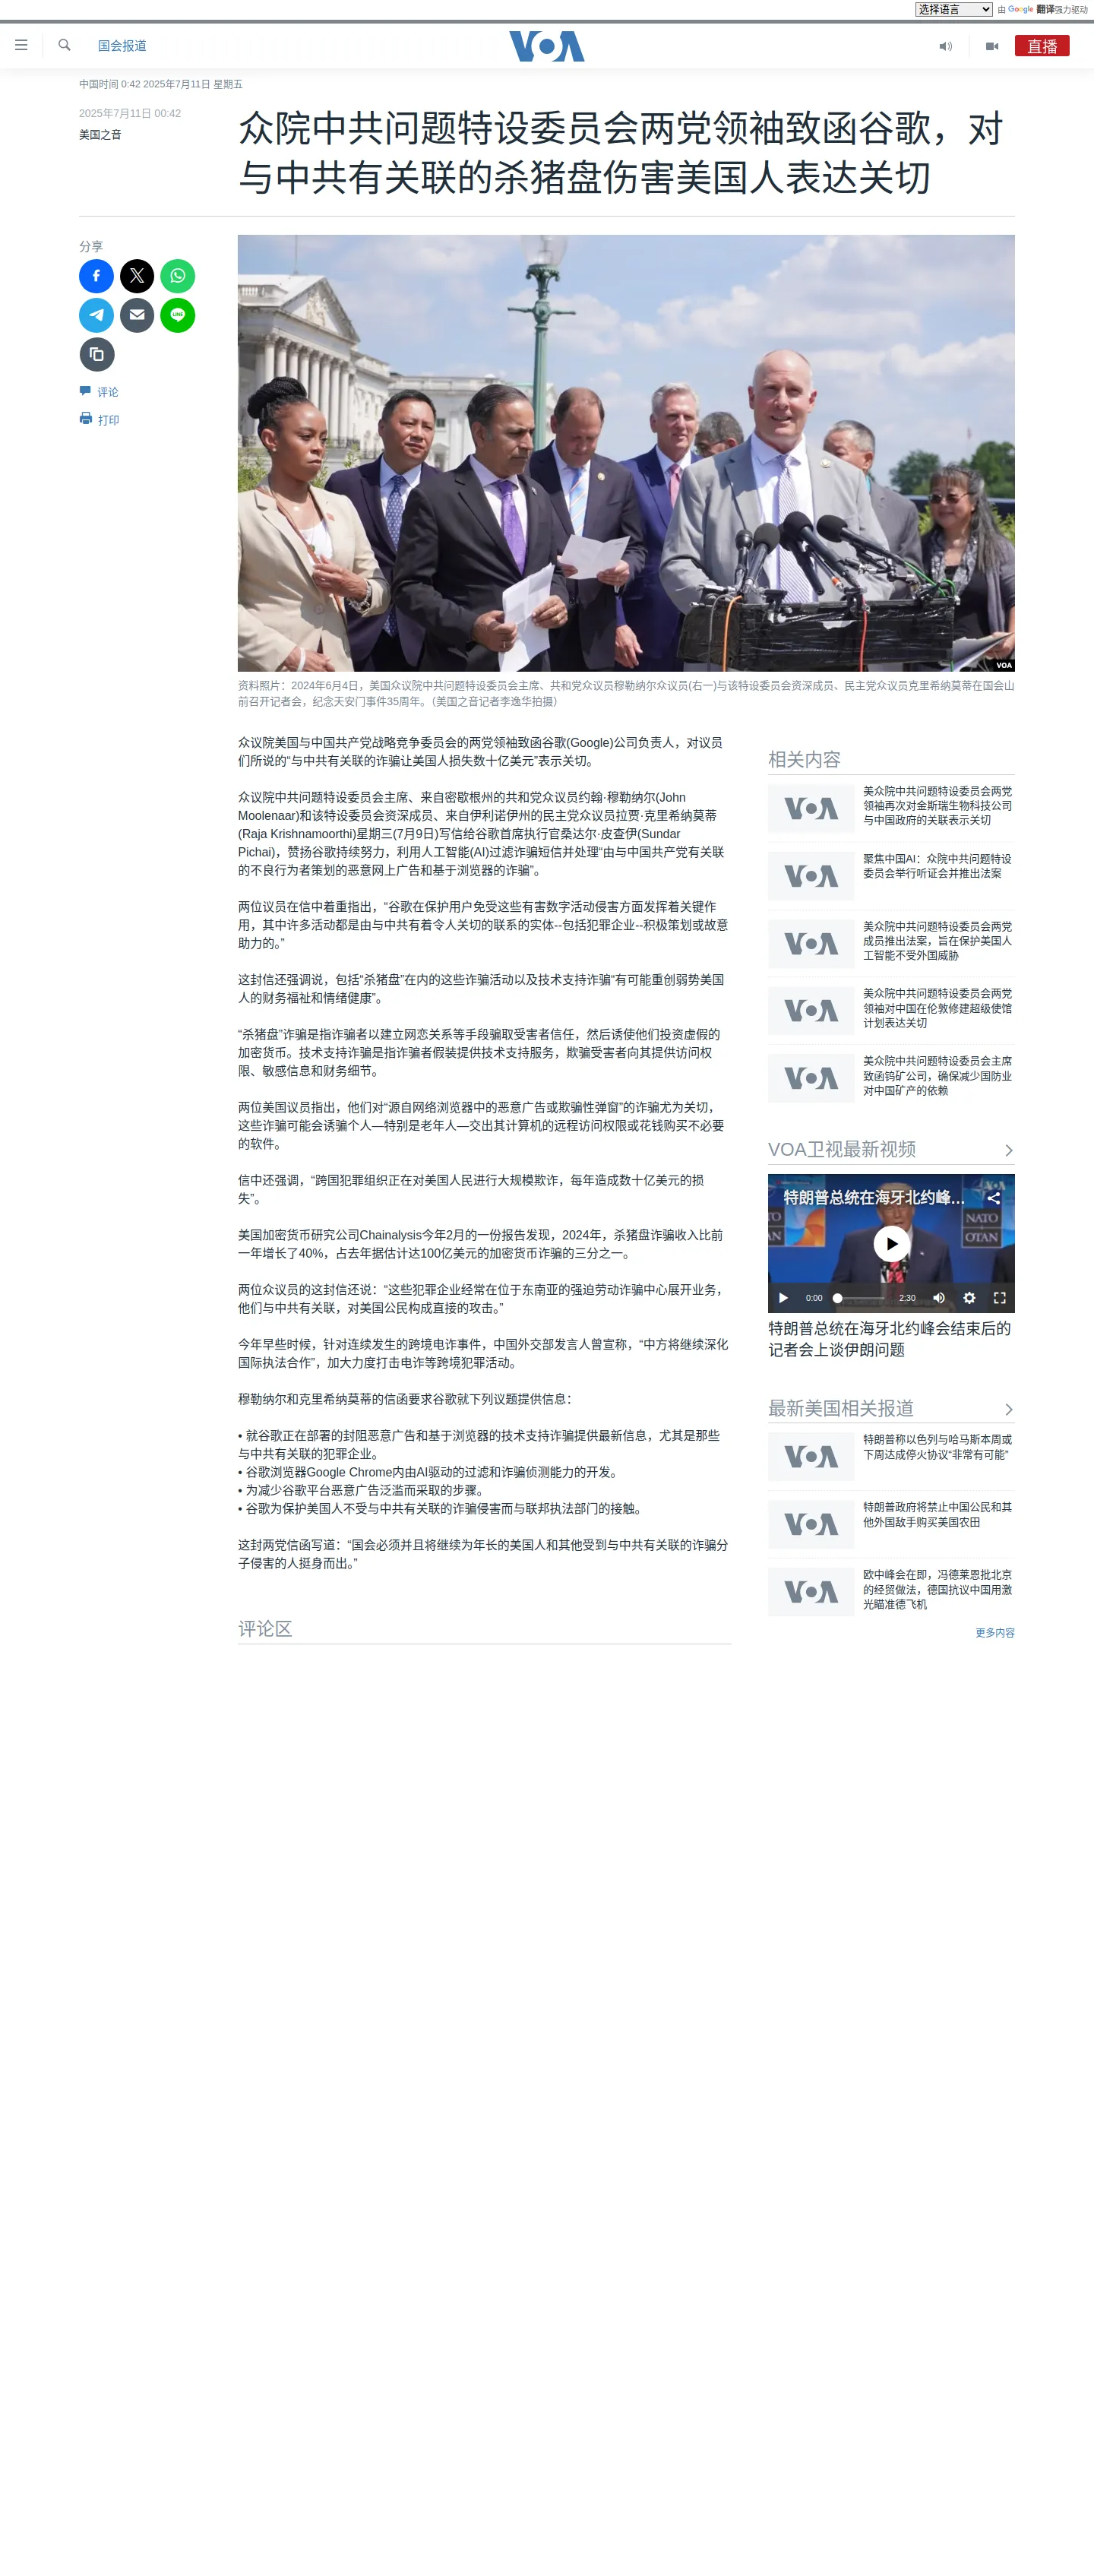 选择语言
由 Google 翻译强力驱动
国会报道
VOA
直播
中国时间 0:42 2025年7月11日 星期五
2025年7月11日 00:42
美国之音
众院中共问题特设委员会两党领袖致函谷歌，对
与中共有关联的杀猪盘伤害美国人表达关切
分享
LINE
评论
打印
VOA
资料照片：2024年6月4日，美国众议院中共问题特设委员会主席、共和党众议员穆勒纳尔众议员(右一)与该特设委员会资深成员、民主党众议员克里希纳莫蒂在国会山
前召开记者会，纪念天安门事件35周年。（美国之音记者李逸华拍摄）
众议院美国与中国共产党战略竞争委员会的两党领袖致函谷歌(Google)公司负责人，对议员
们所说的“与中共有关联的诈骗让美国人损失数十亿美元”表示关切。
众议院中共问题特设委员会主席、来自密歇根州的共和党众议员约翰·穆勒纳尔(John
Moolenaar)和该特设委员会资深成员、来自伊利诺伊州的民主党众议员拉贾·克里希纳莫蒂
(Raja Krishnamoorthi)星期三(7月9日)写信给谷歌首席执行官桑达尔·皮查伊(Sundar
Pichai)，赞扬谷歌持续努力，利用人工智能(AI)过滤诈骗短信并处理“由与中国共产党有关联
的不良行为者策划的恶意网上广告和基于浏览器的诈骗”。
两位议员在信中着重指出，“谷歌在保护用户免受这些有害数字活动侵害方面发挥着关键作
用，其中许多活动都是由与中共有着令人关切的联系的实体--包括犯罪企业--积极策划或故意
助力的。”
这封信还强调说，包括“杀猪盘”在内的这些诈骗活动以及技术支持诈骗“有可能重创弱势美国
人的财务福祉和情绪健康”。
“杀猪盘”诈骗是指诈骗者以建立网恋关系等手段骗取受害者信任，然后诱使他们投资虚假的
加密货币。技术支持诈骗是指诈骗者假装提供技术支持服务，欺骗受害者向其提供访问权
限、敏感信息和财务细节。
两位美国议员指出，他们对“源自网络浏览器中的恶意广告或欺骗性弹窗”的诈骗尤为关切，
这些诈骗可能会诱骗个人—特别是老年人—交出其计算机的远程访问权限或花钱购买不必要
的软件。
信中还强调，“跨国犯罪组织正在对美国人民进行大规模欺诈，每年造成数十亿美元的损
失”。
美国加密货币研究公司Chainalysis今年2月的一份报告发现，2024年，杀猪盘诈骗收入比前
一年增长了40%，占去年据估计达100亿美元的加密货币诈骗的三分之一。
两位众议员的这封信还说：“这些犯罪企业经常在位于东南亚的强迫劳动诈骗中心展开业务，
他们与中共有关联，对美国公民构成直接的攻击。”
今年早些时候，针对连续发生的跨境电诈事件，中国外交部发言人曾宣称，“中方将继续深化
国际执法合作”，加大力度打击电诈等跨境犯罪活动。
穆勒纳尔和克里希纳莫蒂的信函要求谷歌就下列议题提供信息：
• 就谷歌正在部署的封阻恶意广告和基于浏览器的技术支持诈骗提供最新信息，尤其是那些
与中共有关联的犯罪企业。
• 谷歌浏览器Google Chrome内由AI驱动的过滤和诈骗侦测能力的开发。
• 为减少谷歌平台恶意广告泛滥而采取的步骤。
• 谷歌为保护美国人不受与中共有关联的诈骗侵害而与联邦执法部门的接触。
这封两党信函写道：“国会必须并且将继续为年长的美国人和其他受到与中共有关联的诈骗分
子侵害的人挺身而出。”
评论区
相关内容
VOA
美众院中共问题特设委员会两党
领袖再次对金斯瑞生物科技公司
与中国政府的关联表示关切
VOA
聚焦中国AI：众院中共问题特设
委员会举行听证会并推出法案
VOA
美众院中共问题特设委员会两党
成员推出法案，旨在保护美国人
工智能不受外国威胁
VOA
美众院中共问题特设委员会两党
领袖对中国在伦敦修建超级使馆
计划表达关切
VOA
美众院中共问题特设委员会主席
致函钨矿公司，确保减少国防业
对中国矿产的依赖
VOA卫视最新视频
特朗普总统在海牙北约峰…
NATO
OTAN
0:00
2:30
特朗普总统在海牙北约峰会结束后的
记者会上谈伊朗问题
最新美国相关报道
VOA
特朗普称以色列与哈马斯本周或
下周达成停火协议“非常有可能”
VOA
特朗普政府将禁止中国公民和其
他外国敌手购买美国农田
VOA
欧中峰会在即，冯德莱恩批北京
的经贸做法，德国抗议中国用激
光瞄准德飞机
更多内容